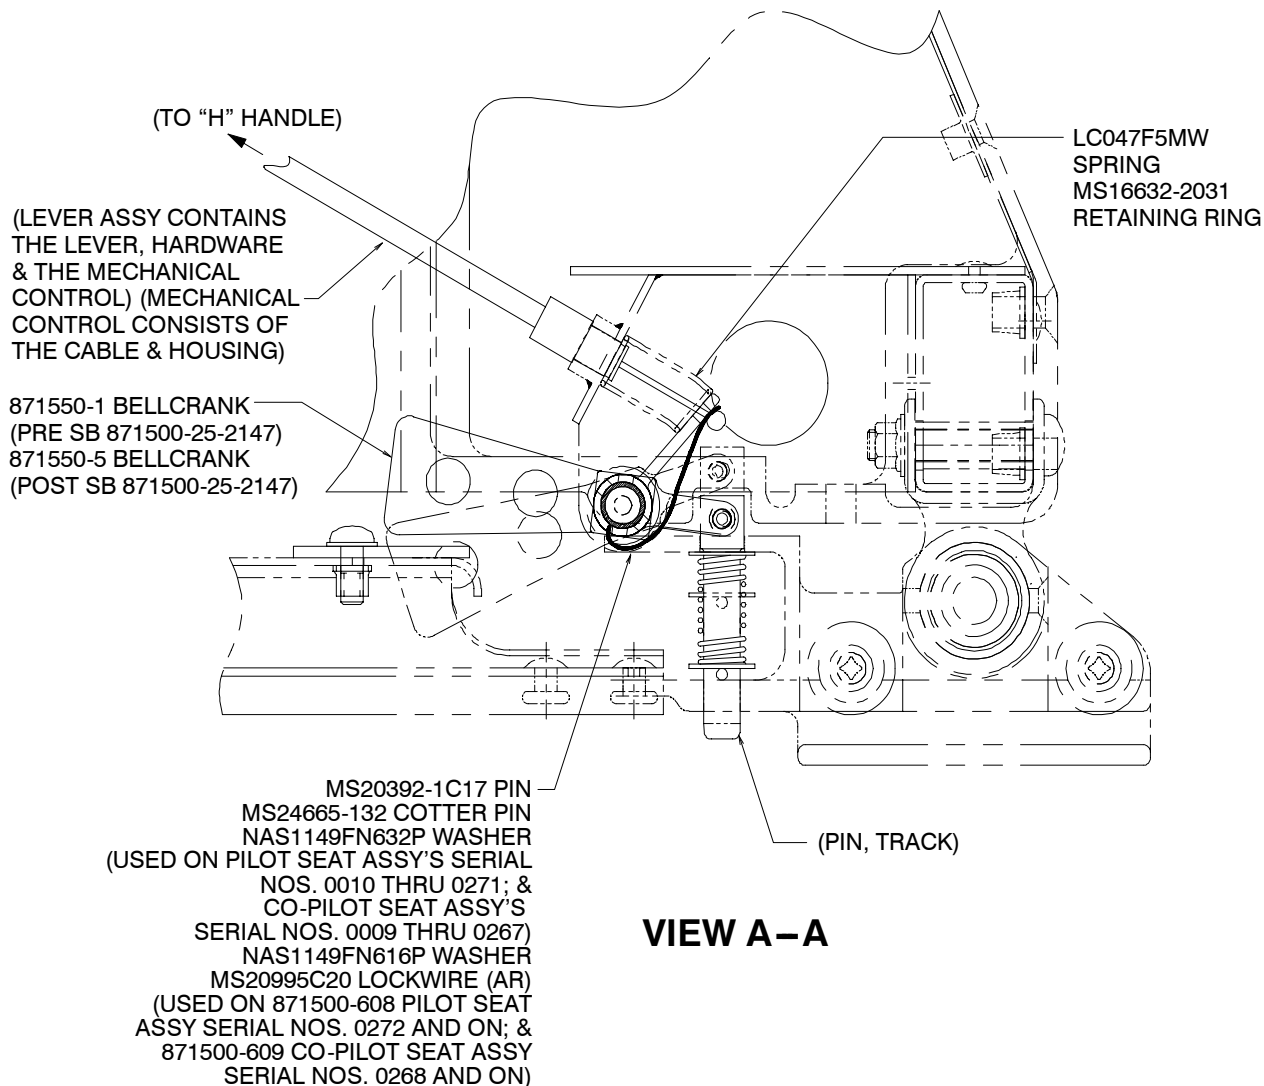 (TO “H” HANDLE)
LC047F5MW
SPRING
MS16632-2031
RETAINING RING
(LEVER ASSY CONTAINS
THE LEVER, HARDWARE
& THE MECHANICAL
CONTROL) (MECHANICAL
CONTROL CONSISTS OF
THE CABLE & HOUSING)
871550-1 BELLCRANK
(PRE SB 871500-25-2147)
871550-5 BELLCRANK
(POST SB 871500-25-2147)
MS20392-1C17 PIN
MS24665-132 COTTER PIN
NAS1149FN632P WASHER
(USED ON PILOT SEAT ASSY'S SERIAL
NOS. 0010 THRU 0271; &
CO-PILOT SEAT ASSY'S
SERIAL NOS. 0009 THRU 0267)
NAS1149FN616P WASHER
MS20995C20 LOCKWIRE (AR)
(USED ON 871500-608 PILOT SEAT
ASSY SERIAL NOS. 0272 AND ON; &
871500-609 CO-PILOT SEAT ASSY
SERIAL NOS. 0268 AND ON)
(PIN, TRACK)
VIEW A–A